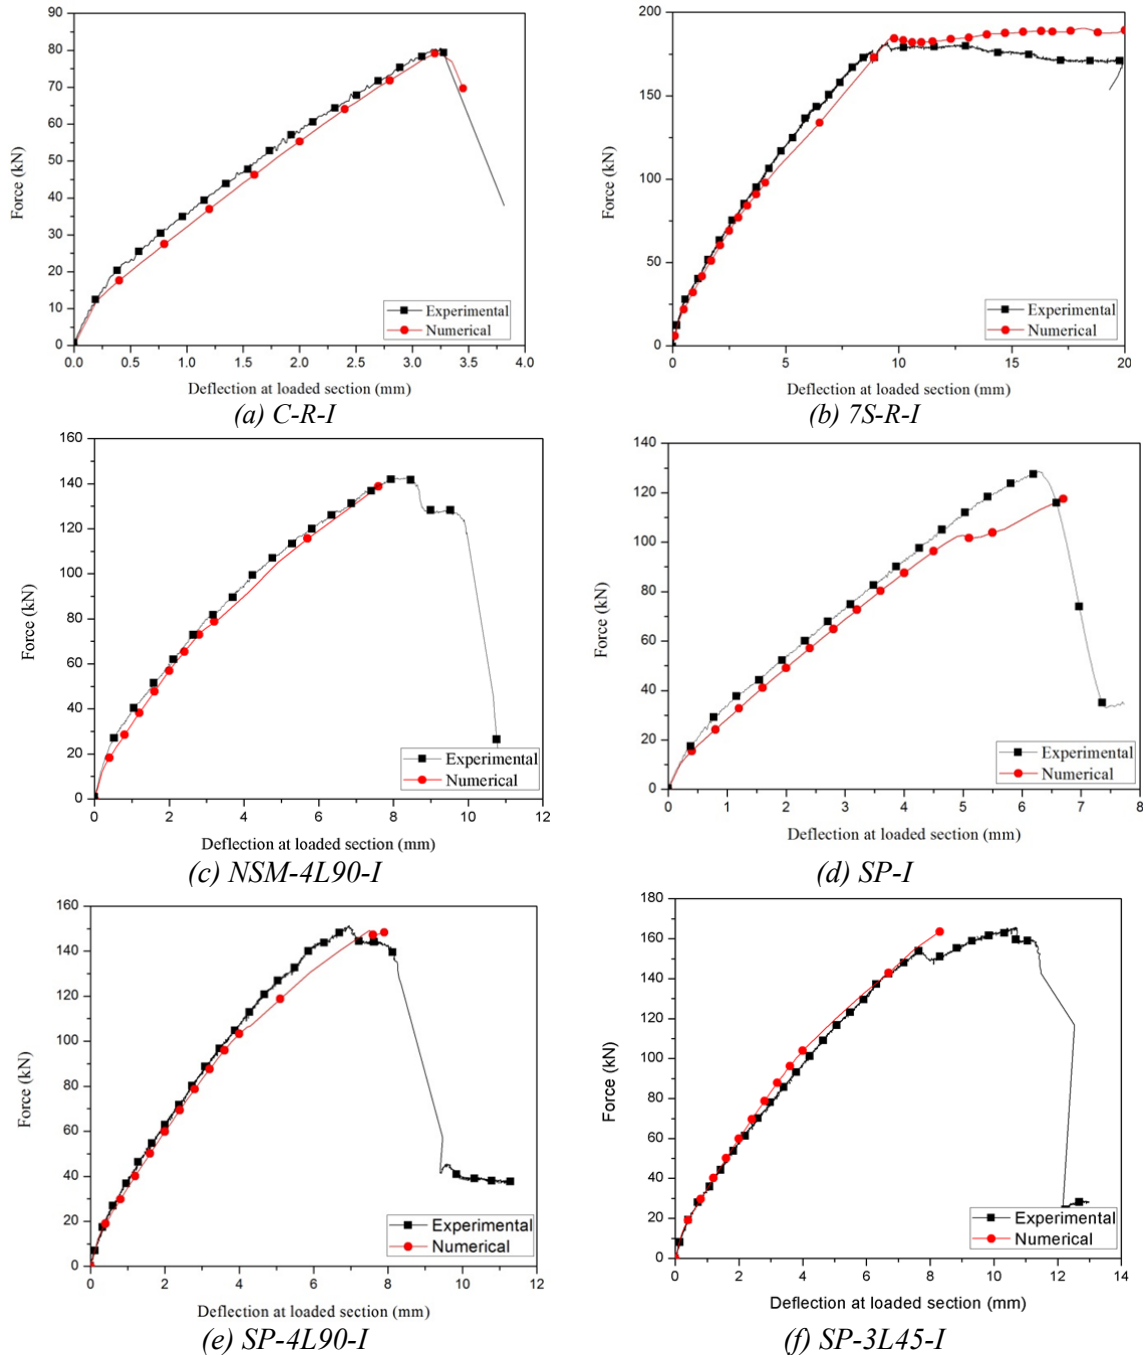 90
80
70
60
50
40
30
20
10
0
Force (kN)
0.0 0.5 1.0 1.5 2.0 2.5 3.0 3.5 4.0
Deflection at loaded section (mm)
Experimental
Numerical
(a) C-R-I
200
150
100
50
0
Force (kN)
0 5 10 15 20
Deflection at loaded section (mm)
Experimental
Numerical
(b) 7S-R-I
160
140
120
100
80
60
40
20
0
Force (kN)
0 2 4 6 8 10 12
Deflection at loaded section (mm)
Experimental
Numerical
(c) NSM-4L90-I
140
120
100
80
60
40
20
0
Force (kN)
0 1 2 3 4 5 6 7 8
Deflection at loaded section (mm)
Experimental
Numerical
(d) SP-I
160
140
120
100
80
60
40
20
0
Force (kN)
0 2 4 6 8 10 12
Deflection at loaded section (mm)
Experimental
Numerical
(e) SP-4L90-I
180
160
140
120
100
80
60
40
20
0
Force (kN)
0 2 4 6 8 10 12 14
Deflection at loaded section (mm)
Experimental
Numerical
(f) SP-3L45-I